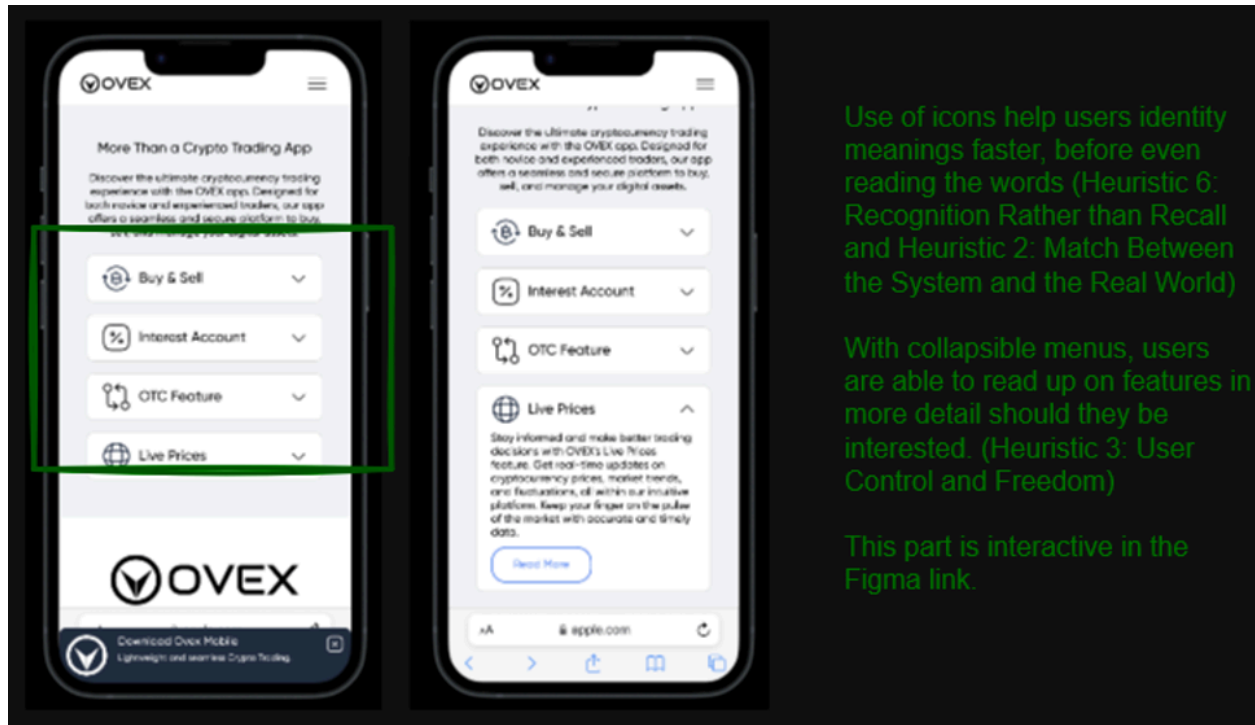 OVEX
More Than a Crypto Trading App
Discover the ultimate cryptocurrency trading
experience with the OVEX app. Designed for
both novice and experienced traders, our app
offers a seamless and secure platform to buy,
sell, and manage your digital assets.
Buy & Sell
Interest Account
OTC Feature
Live Prices
OVEX
Download Ovex Mobile
Lightweight and seamless Crypto Trading
OVEX
Discover the ultimate cryptocurrency trading
experience with the OVEX app. Designed for
both novice and experienced traders, our app
offers a seamless and secure platform to buy,
sell, and manage your digital assets.
Buy & Sell
Interest Account
OTC Feature
Live Prices
Stay informed and make better trading
decisions with OVEX's Live Prices
feature. Get real-time updates on
cryptocurrency prices, market trends,
and fluctuations, all within our intuitive
platform. Keep your finger on the pulse
of the market with accurate and timely
data.
Read More
AA apple.com
Use of icons help users identity
meanings faster, before even
reading the words (Heuristic 6:
Recognition Rather than Recall
and Heuristic 2: Match Between
the System and the Real World)
With collapsible menus, users
are able to read up on features in
more detail should they be
interested. (Heuristic 3: User
Control and Freedom)
This part is interactive in the
Figma link.